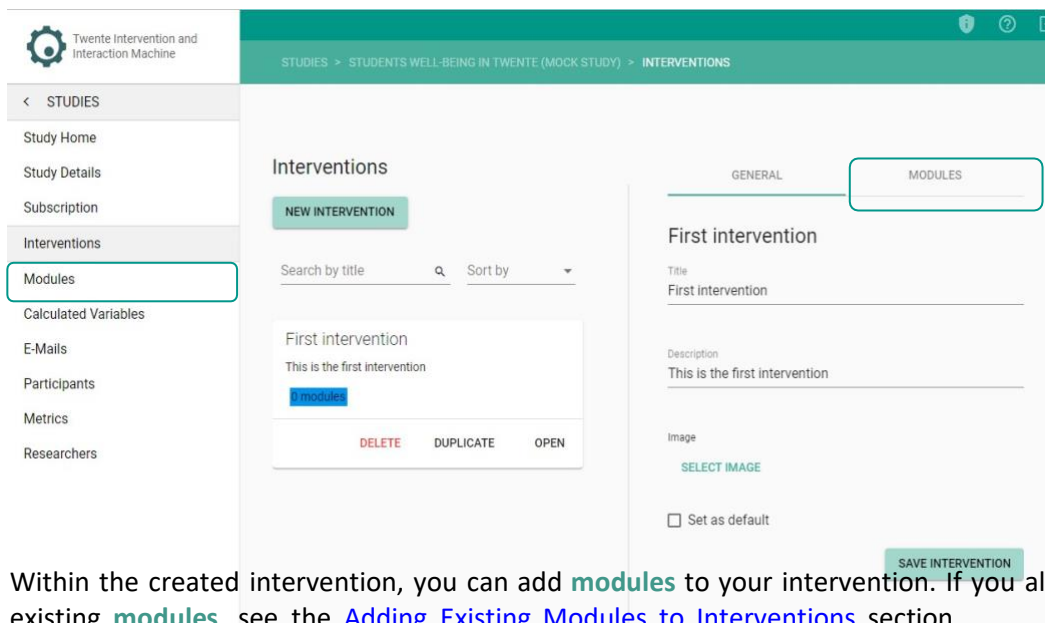 Twente Intervention and
Interaction Machine
STUDIES > STUDENTS WELL-BEING IN TWENTE (MOCK STUDY) > INTERVENTIONS
< STUDIES
Study Home
Study Details
Subscription
Interventions
Modules
Calculated Variables
E-Mails
Participants
Metrics
Researchers
Interventions
NEW INTERVENTION
Search by title
Sort by
First intervention
This is the first intervention
0 modules
DELETE DUPLICATE OPEN
GENERAL MODULES
First intervention
Title
First intervention
Description
This is the first intervention
Image
SELECT IMAGE
Set as default
SAVE INTERVENTION
Within the created intervention, you can add modules to your intervention. If you al
existing modules, see the Adding Existing Modules to Interventions section